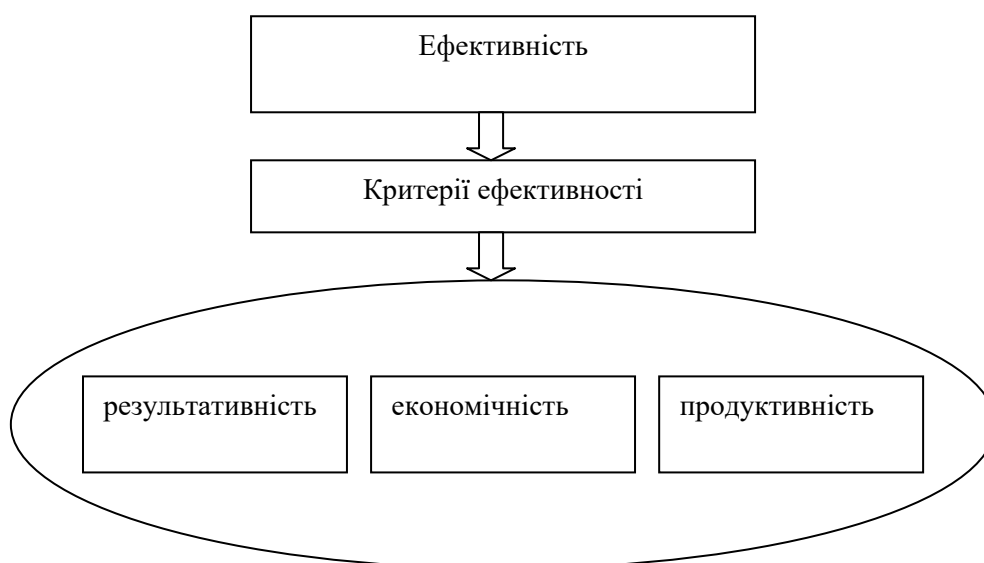 Ефективність
Критерії ефективності
результативність
економічність
продуктивність